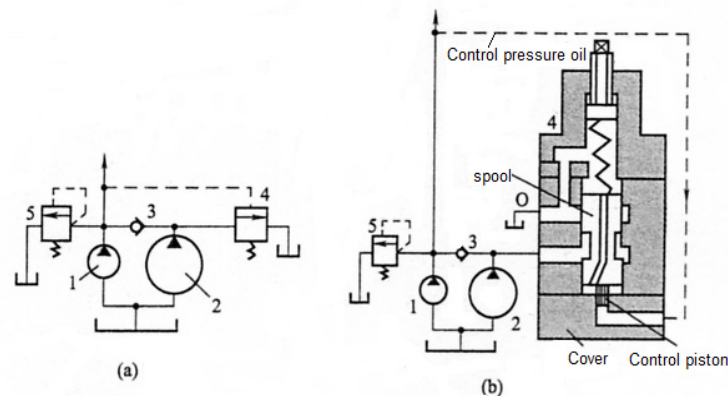 Control pressure oil
4
spool
O
5
3
4
5
3
1
2
1
2
Cover
Control piston
(a)
(b)